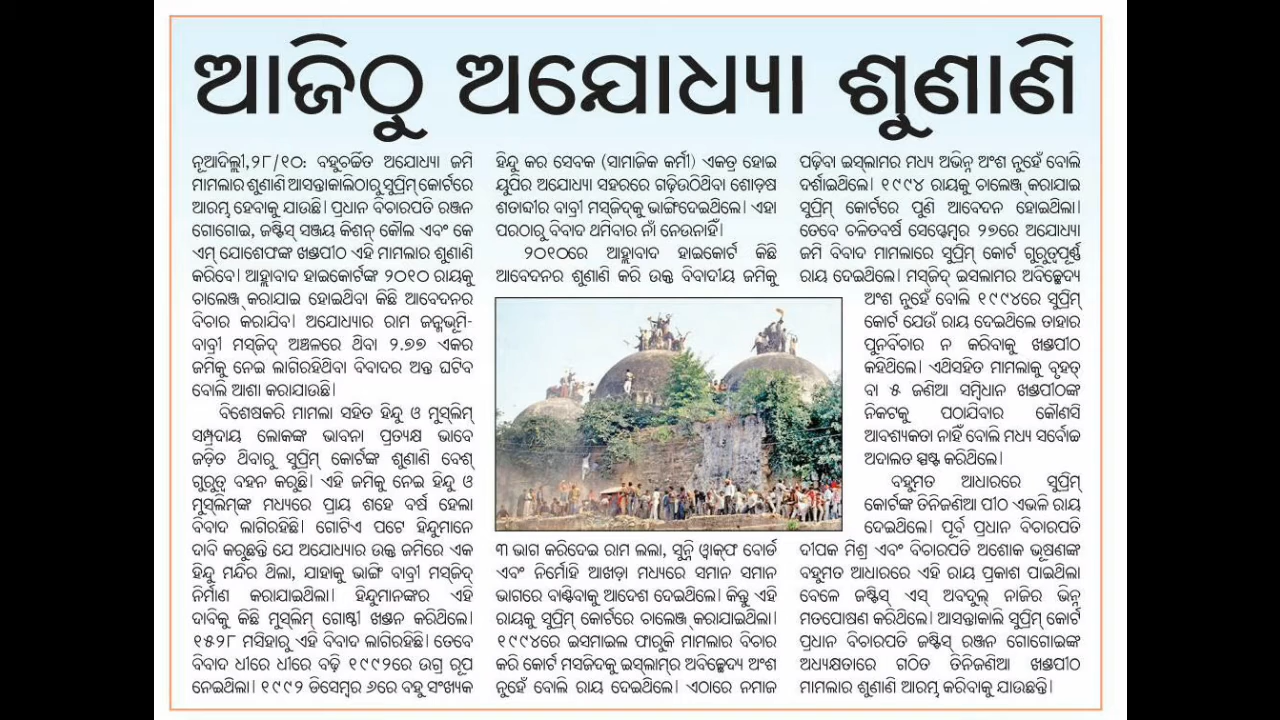 ଆଜିଠୁ ଅଯୋଧ୍ୟା ଶୁଣାଣି
ନୂଆଦିଲ୍ଲୀ,୨୮/୧୦: ବହୁଚର୍ଚ୍ଚିତ ଅଯୋଧ୍ୟା ଜମି
ମାମଲାର ଶୁଣାଣି ଆସନ୍ତାକାଲିଠାରୁ ସୁପ୍ରିମ୍ କୋର୍ଟରେ
ଆରମ୍ଭ ହେବାକୁ ଯାଉଛି। ପ୍ରଧାନ ବିଚାରପତି ରଞ୍ଜନ
ଗୋଗୋଇ, ଜଷ୍ଟିସ୍ ସଞ୍ଜୟ କିଶନ୍ କୌଲ ଏବଂ କେ
ଏମ୍ ଯୋଶେଫଙ୍କ ଖଣ୍ଡପୀଠ ଏହି ମାମଲାର ଶୁଣାଣି
କରିବେ। ଆହ୍ଲାବାଦ ହାଇକୋର୍ଟଙ୍କ ୨୦୧୦ ରାୟକୁ
ଚାଲେଞ୍ଜ୍ କରାଯାଇ ହୋଇଥିବା କିଛି ଆବେଦନର
ବିଚାର କରାଯିବ। ଅଯୋଧ୍ୟାର ରାମ ଜନ୍ମଭୂମି-
ବାବ୍ରୀ ମସ୍‌ଜିଦ୍ ଅଞ୍ଚଳରେ ଥିବା ୨.୭୭ ଏକର
ଜମିକୁ ନେଇ ଲାଗିରହିଥିବା ବିବାଦର ଅନ୍ତ ଘଟିବ
ବୋଲି ଆଶା କରାଯାଉଛି।
ବିଶେଷକରି ମାମଲା ସହିତ ହିନ୍ଦୁ ଓ ମୁସ୍‌ଲିମ୍
ସମ୍ପ୍ରଦାୟ ଲୋକଙ୍କ ଭାବନା ପ୍ରତ୍ୟକ୍ଷ ଭାବେ
ଜଡ଼ିତ ଥିବାରୁ ସୁପ୍ରିମ୍ କୋର୍ଟଙ୍କ ଶୁଣାଣି ବେଶ୍
ଗୁରୁତ୍ୱ ବହନ କରୁଛି। ଏହି ଜମିକୁ ନେଇ ହିନ୍ଦୁ ଓ
ମୁସ୍‌ଲିମ୍‌ଙ୍କ ମଧ୍ୟରେ ପ୍ରାୟ ଶହେ ବର୍ଷ ହେଲା
ବିବାଦ ଲାଗିରହିଛି। ଗୋଟିଏ ପଟେ ହିନ୍ଦୁମାନେ
ଦାବି କରୁଛନ୍ତି ଯେ ଅଯୋଧ୍ୟାର ଉକ୍ତ ଜମିରେ ଏକ
ହିନ୍ଦୁ ମନ୍ଦିର ଥିଲା, ଯାହାକୁ ଭାଙ୍ଗି ବାବ୍ରୀ ମସ୍‌ଜିଦ୍
ନିର୍ମାଣ କରାଯାଇଥିଲା। ହିନ୍ଦୁମାନଙ୍କର ଏହି
ଦାବିକୁ କିଛି ମୁସ୍‌ଲିମ୍ ଗୋଷ୍ଠୀ ଖଣ୍ଡନ କରିଥିଲେ।
୧୫୨୮ ମସିହାରୁ ଏହି ବିବାଦ ଲାଗିରହିଛି। ତେବେ
ବିବାଦ ଧୀରେ ଧୀରେ ବଢ଼ି ୧୯୯୨ରେ ଉଗ୍ର ରୂପ
ନେଇଥିଲା। ୧୯୯୨ ଡିସେମ୍ବର ୬ରେ ବହୁ ସଂଖ୍ୟକ
ହିନ୍ଦୁ କର ସେବକ (ସାମାଜିକ କର୍ମୀ) ଏକତ୍ର ହୋଇ
ୟୁପିର ଅଯୋଧ୍ୟା ସହରରେ ଗଢ଼ିଉଠିଥିବା ଷୋଡ଼ଷ
ଶତାବ୍ଦୀର ବାବ୍ରୀ ମସ୍‌ଜିଦ୍‌କୁ ଭାଙ୍ଗିଦେଇଥିଲେ। ଏହା
ପରଠାରୁ ବିବାଦ ଥମିବାର ନାଁ ନେଉନାହିଁ।
୨୦୧୦ରେ ଆହ୍ଲାବାଦ ହାଇକୋର୍ଟ କିଛି
ଆବେଦନର ଶୁଣାଣି କରି ଉକ୍ତ ବିବାଦୀୟ ଜମିକୁ
୩ ଭାଗ କରିଦେଇ ରାମ ଲଲା, ସୁନ୍ନି ୱାକ୍‌ଫ ବୋର୍ଡ
ଏବଂ ନିର୍ମୋହି ଆଖଡ଼ା ମଧ୍ୟରେ ସମାନ ସମାନ
ଭାଗରେ ବାଣ୍ଟିବାକୁ ଆଦେଶ ଦେଇଥିଲେ। କିନ୍ତୁ ଏହି
ରାୟକୁ ସୁପ୍ରିମ୍ କୋର୍ଟରେ ଚାଲେଞ୍ଜ୍ କରାଯାଇଥିଲା।
୧୯୯୪ରେ ଇସମାଇଲ ଫାରୁକି ମାମଲାର ବିଚାର
କରି କୋର୍ଟ ମସଜିଦକୁ ଇସ୍‌ଲାମ୍‌ର ଅବିଚ୍ଛେଦ୍ୟ ଅଂଶ
ନୁହେଁ ବୋଲି ରାୟ ଦେଇଥିଲେ। ଏଠାରେ ନମାଜ
ପଢ଼ିବା ଇସ୍‌ଲାମର ମଧ୍ୟ ଅଭିନ୍ନ ଅଂଶ ନୁହେଁ ବୋଲି
ଦର୍ଶାଇଥିଲେ। ୧୯୯୪ ରାୟକୁ ଚାଲେଞ୍ଜ୍ କରାଯାଇ
ସୁପ୍ରିମ୍ କୋର୍ଟରେ ପୁଣି ଆବେଦନ ହୋଇଥିଲା।
ତେବେ ଚଳିତବର୍ଷ ସେପ୍ଟେମ୍ବର ୨୭ରେ ଅଯୋଧ୍ୟା
ଜମି ବିବାଦ ମାମଲାରେ ସୁପ୍ରିମ୍ କୋର୍ଟ ଗୁରୁତ୍ୱପୂର୍ଣ୍ଣ
ରାୟ ଦେଇଥିଲେ। ମସ୍‌ଜିଦ୍ ଇସଲାମର ଅବିଚ୍ଛେଦ୍ୟ
ଅଂଶ ନୁହେଁ ବୋଲି ୧୯୯୪ରେ ସୁପ୍ରିମ୍
କୋର୍ଟ ଯେଉଁ ରାୟ ଦେଇଥିଲେ ତାହାର
ପୁନର୍ବିଚାର ନ କରିବାକୁ ଖଣ୍ଡପୀଠ
କହିଥିଲେ। ଏଥିସହିତ ମାମଲାକୁ ବୃହତ୍
ବା ୫ ଜଣିଆ ସମ୍ବିଧାନ ଖଣ୍ଡପୀଠଙ୍କ
ନିକଟକୁ ପଠାଯିବାର କୌଣସି
ଆବଶ୍ୟକତା ନାହିଁ ବୋଲି ମଧ୍ୟ ସର୍ବୋଚ୍ଚ
ଅଦାଲତ ସ୍ପଷ୍ଟ କରିଥିଲେ।
ବହୁମତ ଆଧାରରେ ସୁପ୍ରିମ୍
କୋର୍ଟଙ୍କ ତିନିଜଣିଆ ପୀଠ ଏଭଳି ରାୟ
ଦେଇଥିଲେ। ପୂର୍ବ ପ୍ରଧାନ ବିଚାରପତି
ଦୀପକ ମିଶ୍ର ଏବଂ ବିଚାରପତି ଅଶୋକ ଭୂଷଣଙ୍କ
ବହୁମତ ଆଧାରରେ ଏହି ରାୟ ପ୍ରକାଶ ପାଇଥିଲା
ବେଳେ ଜଷ୍ଟିସ୍ ଏସ୍ ଅବଦୁଲ୍ ନାଜିର ଭିନ୍ନ
ମତପୋଷଣ କରିଥିଲେ। ଆସନ୍ତାକାଲି ସୁପ୍ରିମ୍ କୋର୍ଟ
ପ୍ରଧାନ ବିଚାରପତି ଜଷ୍ଟିସ୍ ରଞ୍ଜନ ଗୋଗୋଇଙ୍କ
ଅଧ୍ୟକ୍ଷତାରେ ଗଠିତ ତିନିଜଣିଆ ଖଣ୍ଡପୀଠ
ମାମଲାର ଶୁଣାଣି ଆରମ୍ଭ କରିବାକୁ ଯାଉଛନ୍ତି।